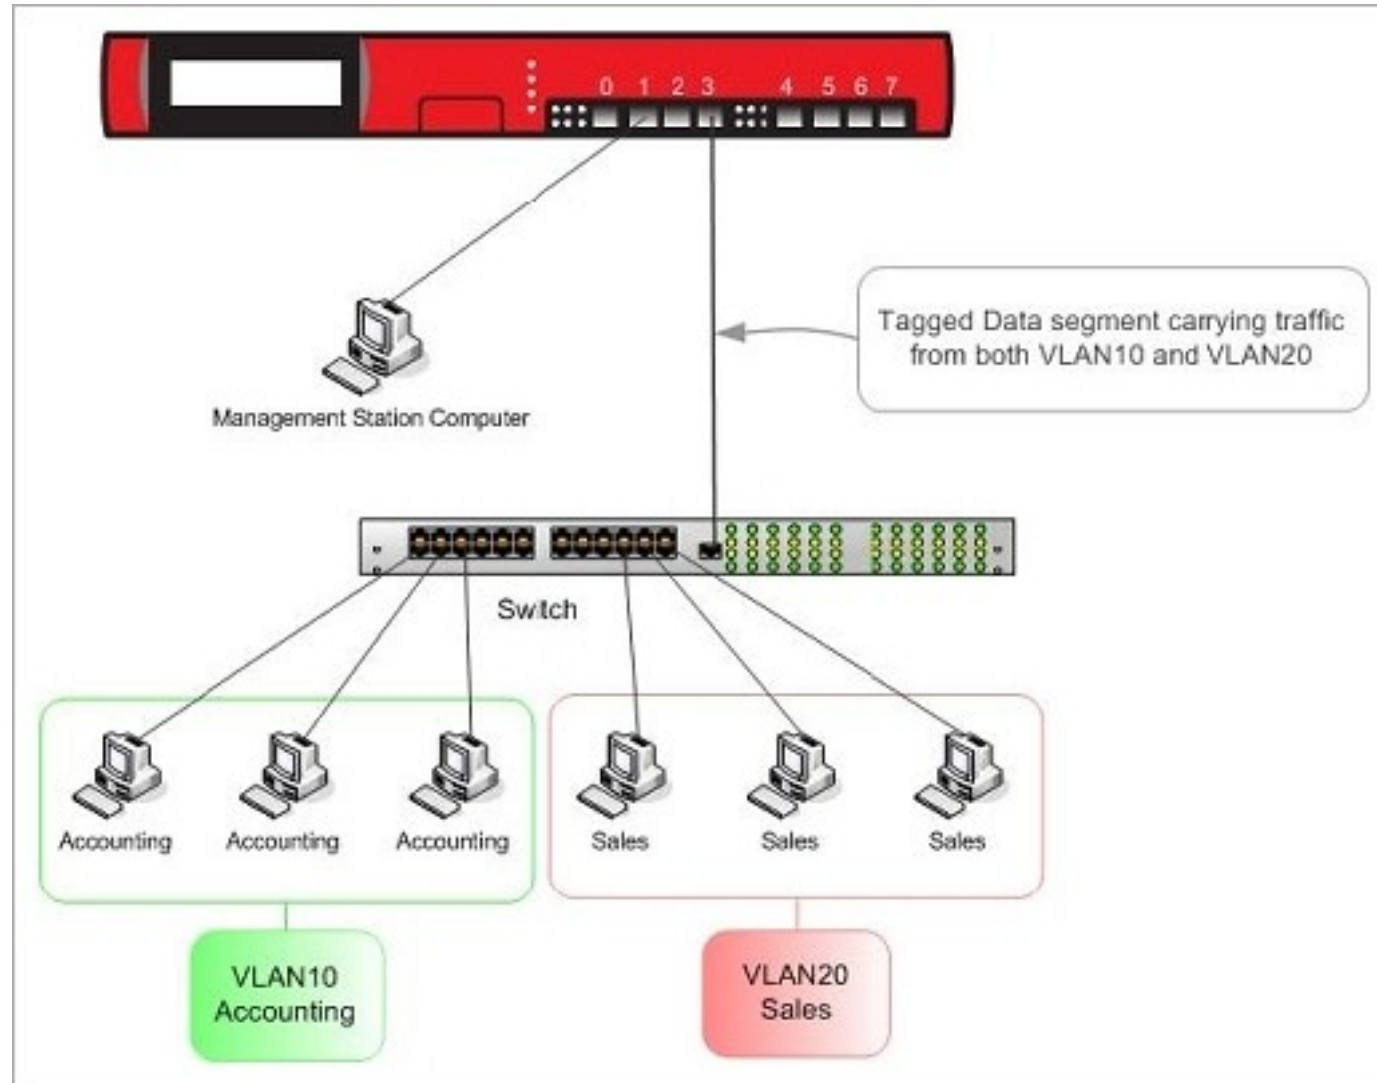 0 1 2 3 4 5 6 7
Tagged Data segment carrying traffic
from both VLAN10 and VLAN20
Management Station Computer
Switch
Accounting Accounting Accounting Sales Sales Sales
VLAN10
Accounting
VLAN20
Sales